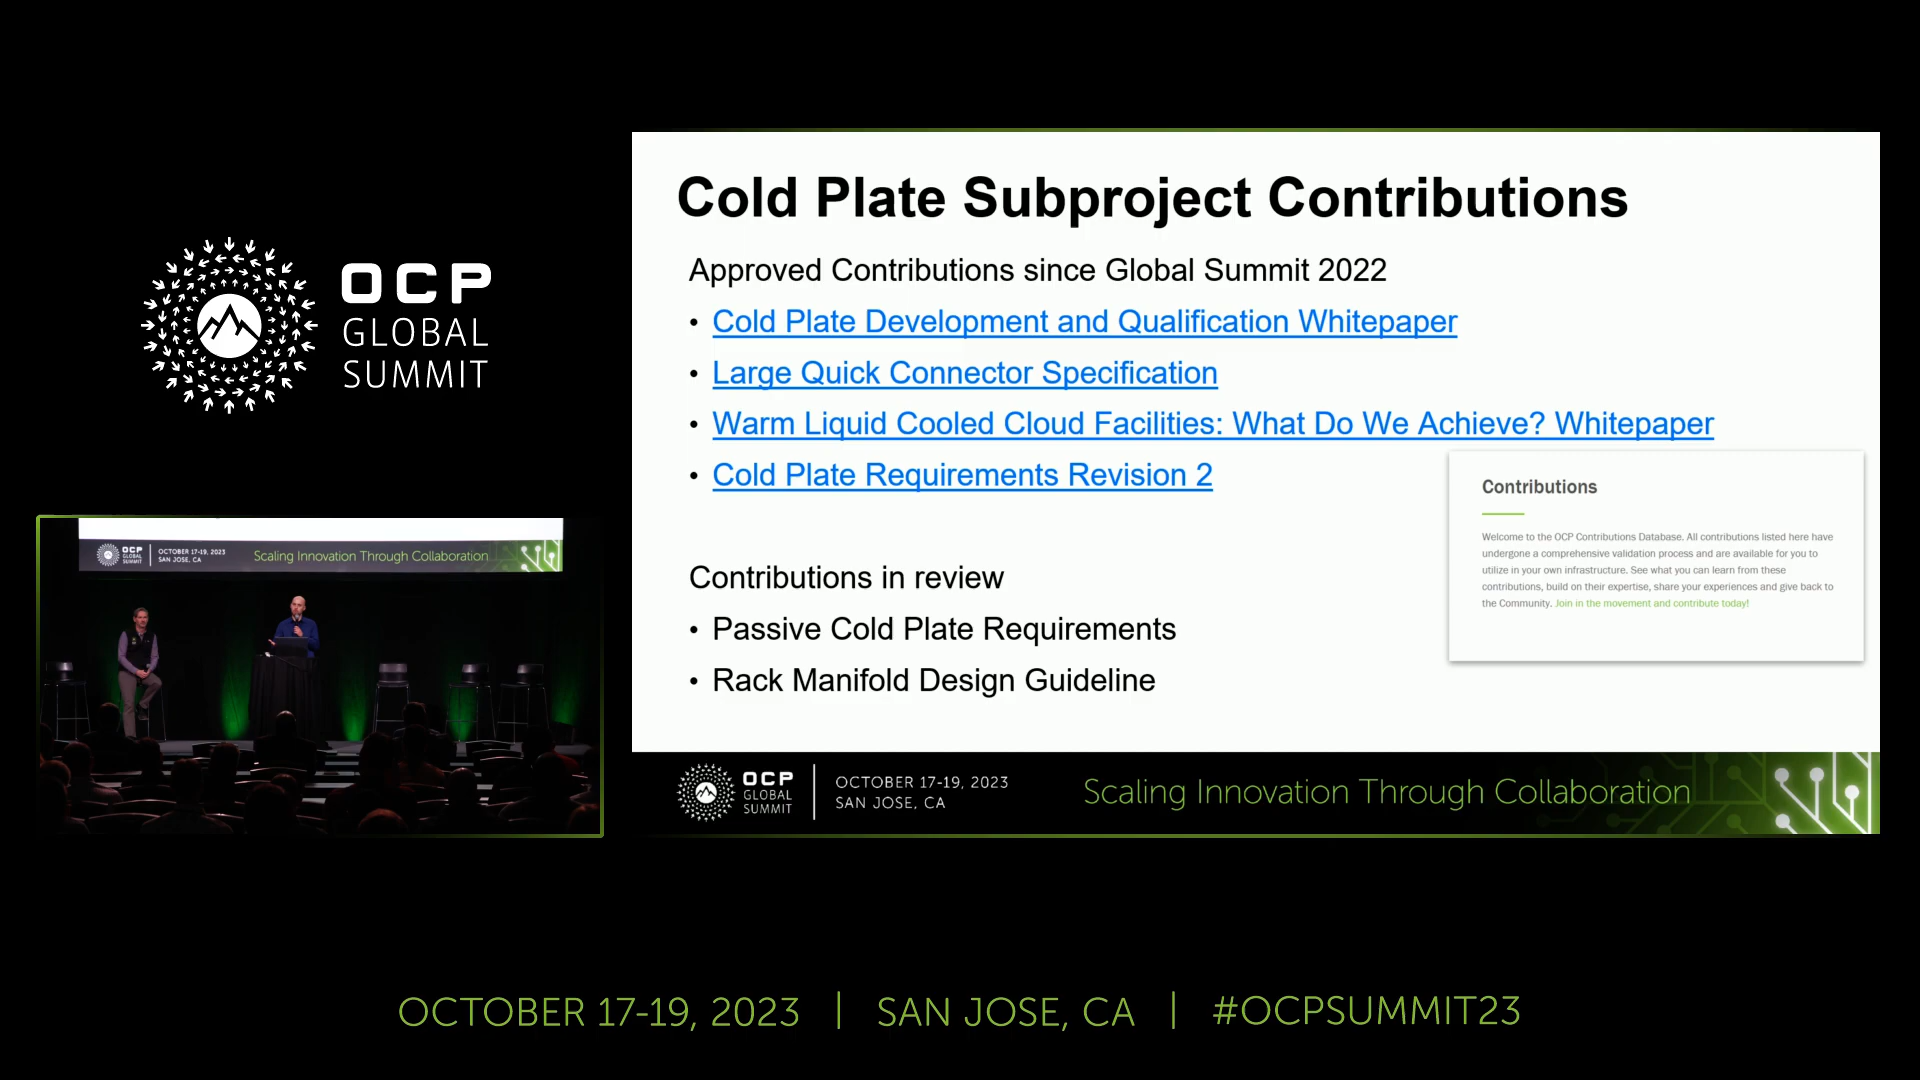 OCP
GLOBAL
SUMMIT
Cold Plate Subproject Contributions
Approved Contributions since Global Summit 2022
• Cold Plate Development and Qualification Whitepaper
• Large Quick Connector Specification
• Warm Liquid Cooled Cloud Facilities: What Do We Achieve? Whitepaper
• Cold Plate Requirements Revision 2
Contributions in review
• Passive Cold Plate Requirements
• Rack Manifold Design Guideline
Contributions
Welcome to the OCP Contributions Database. All contributions listed here have
undergone a comprehensive validation process and are available for you to
utilize in your own infrastructure. See what you can learn from these
contributions, build on their expertise, share your experiences and give back to
the Community. Join in the movement and contribute today!
OCP
GLOBAL
SUMMIT
OCTOBER 17-19, 2023
SAN JOSE, CA
Scaling Innovation Through Collaboration
OCP
GLOBAL
SUMMIT
OCTOBER 17-19, 2023
SAN JOSE, CA
Scaling Innovation Through Collaboration
OCTOBER 17-19, 2023 | SAN JOSE, CA | #OCPSUMMIT23